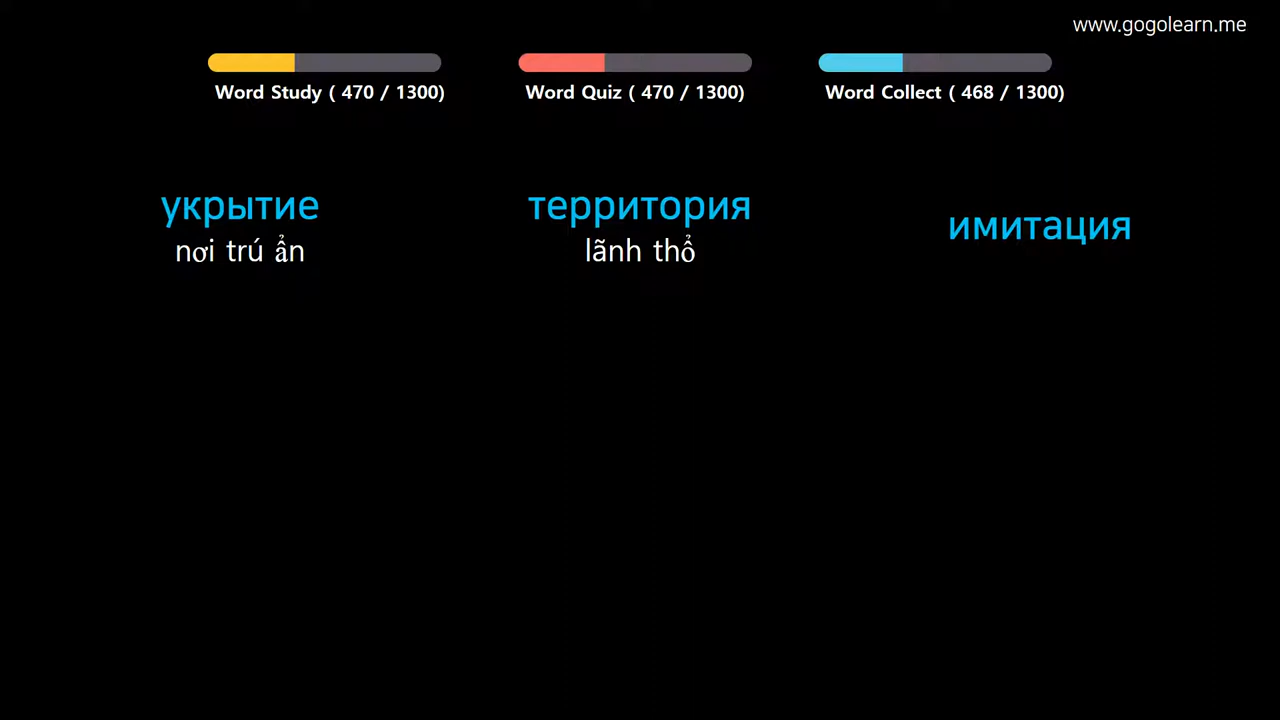 www.gogolearn.me
Word Study ( 470 / 1300)
Word Quiz ( 470 / 1300)
Word Collect ( 468 / 1300)
укрытие
nơi trú ẩn
территория
lãnh thổ
имитация